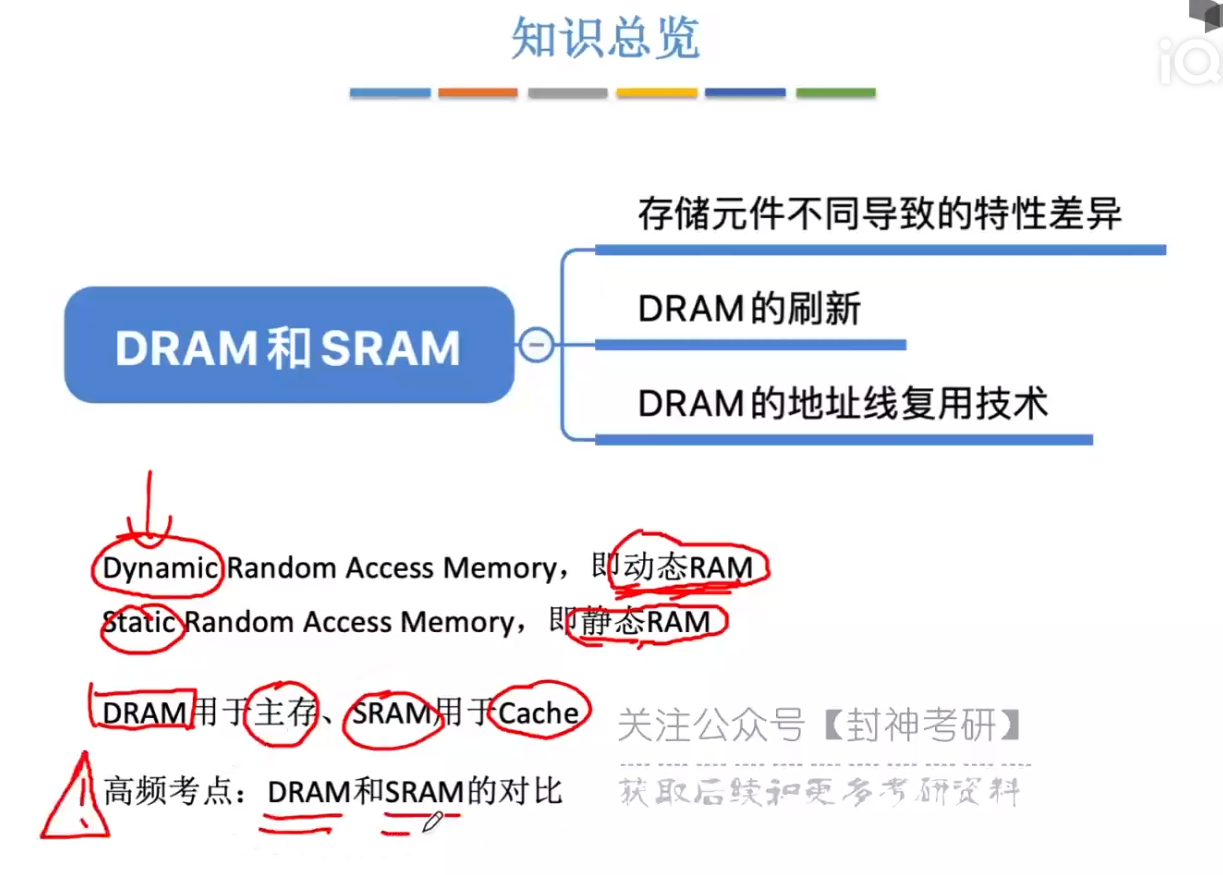 知识总览
iQ
存储元件不同导致的特性差异
DRAM的刷新
DRAM和SRAM
DRAM的地址线复用技术
Dynamic Random Access Memory，即动态RAM
Static Random Access Memory，即静态RAM
DRAM用于主存、SRAM用于Cache
关注公众号【封神考研】
高频考点：DRAM和SRAM的对比
获取后续和更多考研资料